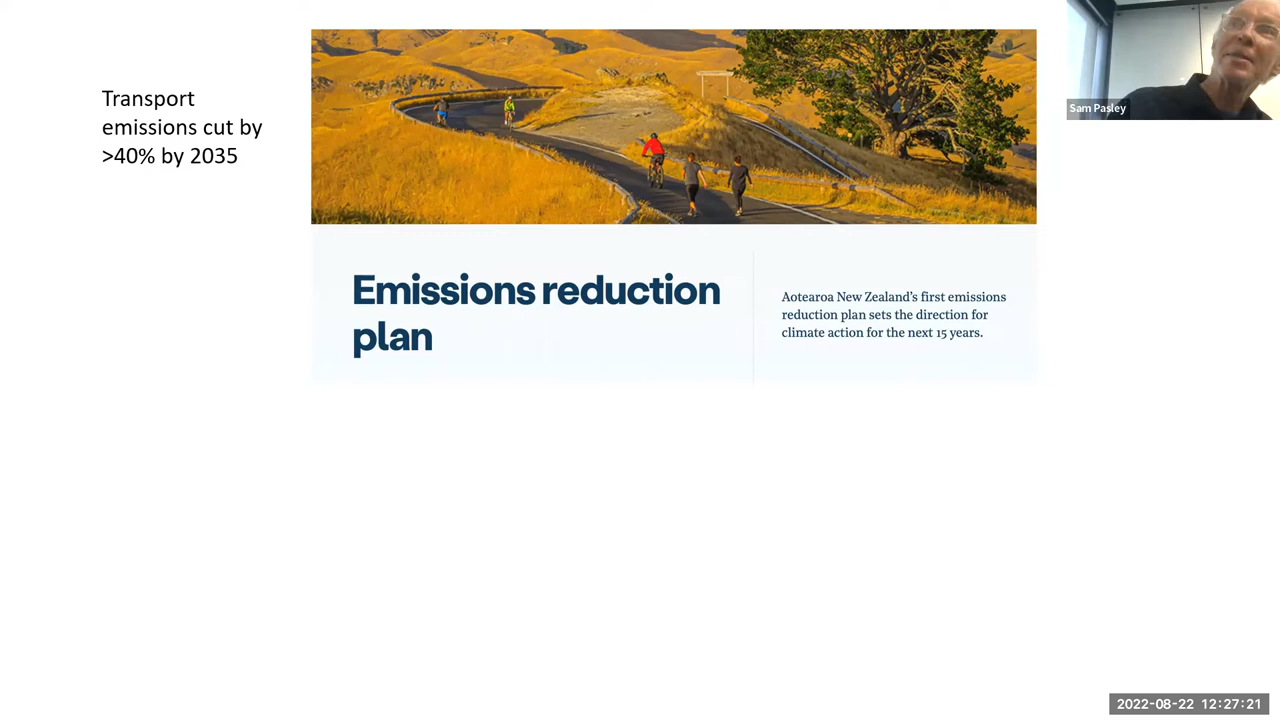 Transport
emissions cut by
>40% by 2035
Sam Pasley
Emissions reduction
plan
Aotearoa New Zealand’s first emissions
reduction plan sets the direction for
climate action for the next 15 years.
2022-08-22 12:27:21